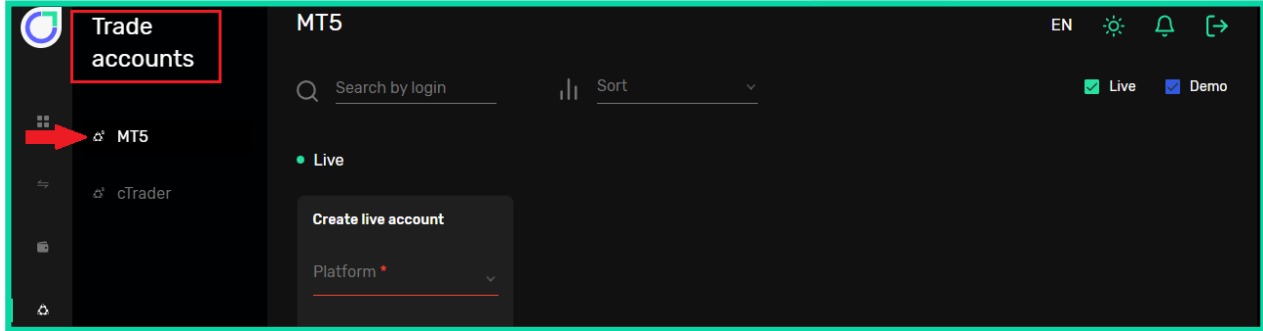 Trade
accounts
MT5
cTrader
MT5
EN
Search by login
Sort
Live
Demo
Live
Create live account
Platform *